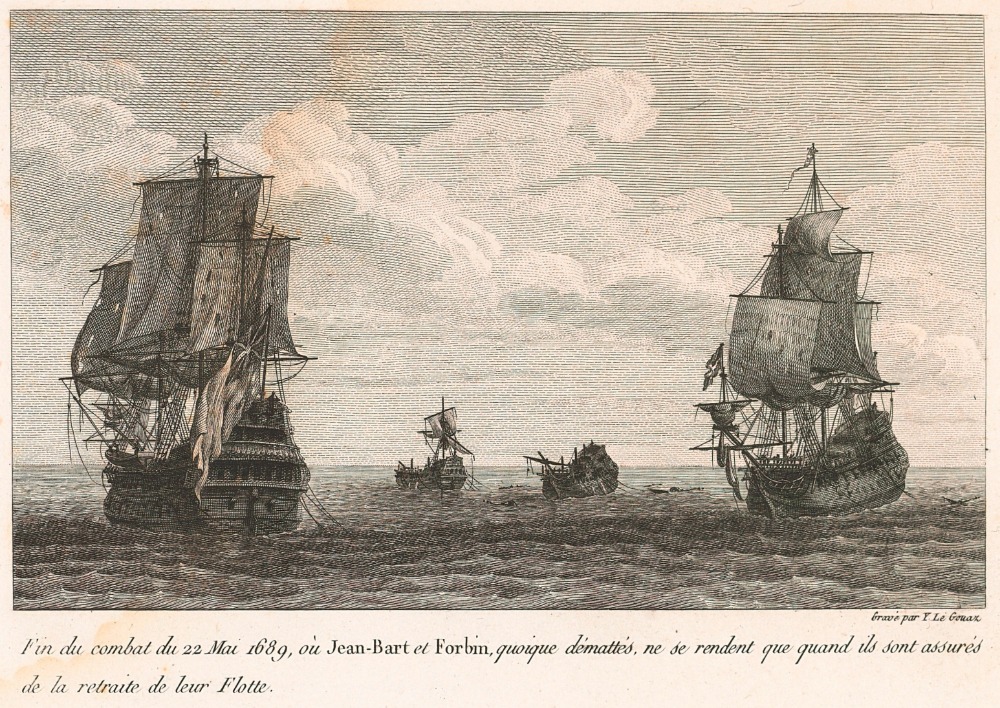 Gravé par Y. Le Gouaz
Fin du combat du 22 Mai 1689, où Jean-Bart et Forbin, quoique démattés, ne se rendent que quand ils sont assurés
de la retraite de leur Flotte.